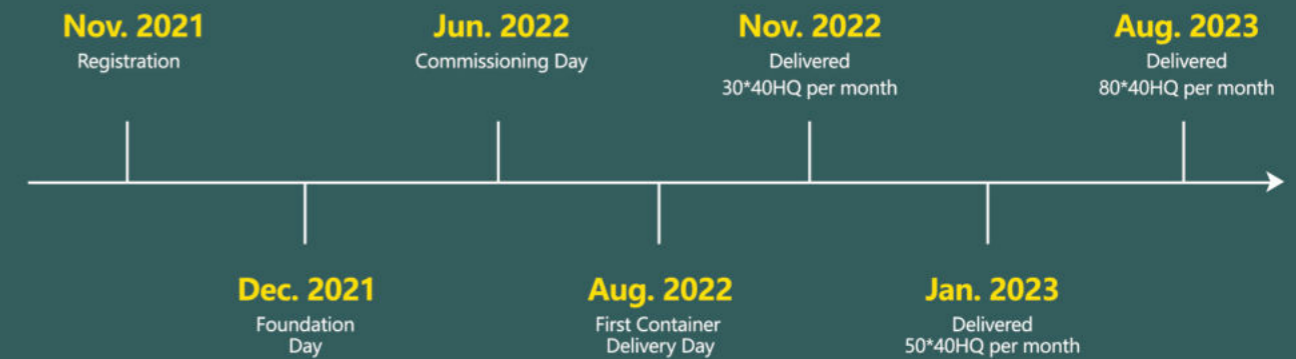 Nov. 2021
Registration
Jun. 2022
Commissioning Day
Nov. 2022
Delivered
30*40HQ per month
Aug. 2023
Delivered
80*40HQ per month
Dec. 2021
Foundation
Day
Aug. 2022
First Container
Delivery Day
Jan. 2023
Delivered
50*40HQ per month